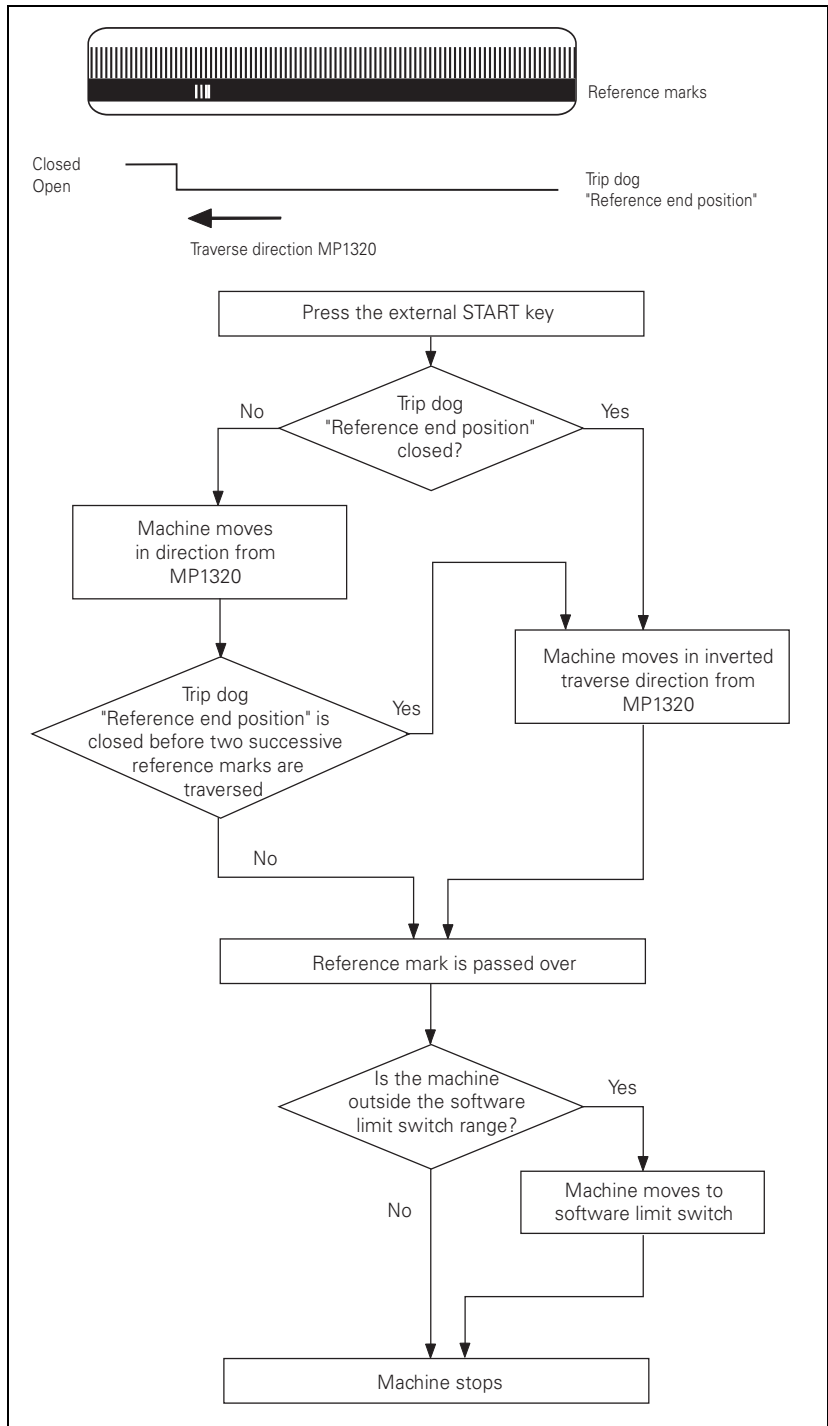 Reference marks
Closed
Open
Trip dog
"Reference end position"
Traverse direction MP1320
Press the external START key
Trip dog
"Reference end position"
closed?
No
Yes
Machine moves
in direction from
MP1320
Machine moves in inverted
traverse direction from
MP1320
Trip dog
"Reference end position" is
closed before two successive
reference marks are
traversed
Yes
No
Reference mark is passed over
Is the machine
outside the software
limit switch range?
Yes
No
Machine moves to
software limit switch
Machine stops